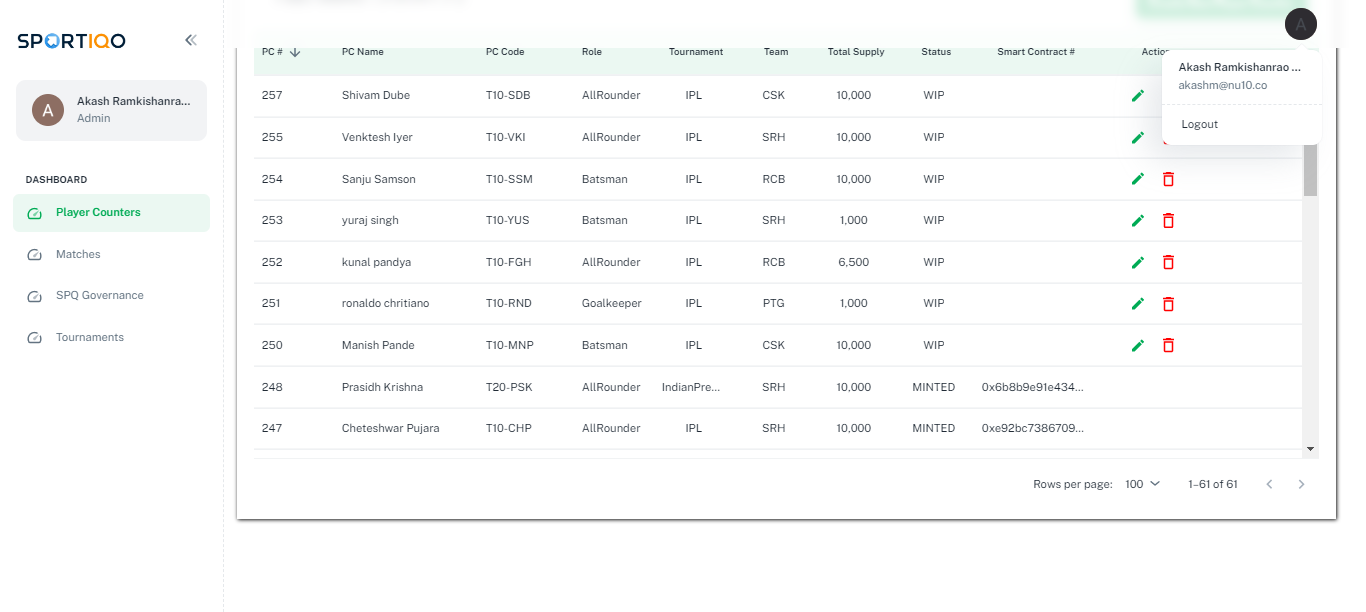 SPORTIQO
A
Akash Ramkishanra...
Admin
DASHBOARD
Player Counters
Matches
SPQ Governance
Tournaments
A
Akash Ramkishanrao ...
akashm@nu10.co
Logout
PC # PC Name PC Code Role Tournament Team Total Supply Status Smart Contract #
257 Shivam Dube T10-SDB AllRounder IPL CSK 10,000 WIP
255 Venktesh Iyer T10-VKI AllRounder IPL SRH 10,000 WIP
254 Sanju Samson T10-SSM Batsman IPL RCB 10,000 WIP
253 yuraj singh T10-YUS Batsman IPL SRH 1,000 WIP
252 kunal pandya T10-FGH AllRounder IPL RCB 6,500 WIP
251 ronaldo chritiano T10-RND Goalkeeper IPL PTG 1,000 WIP
250 Manish Pande T10-MNP Batsman IPL CSK 10,000 WIP
248 Prasidh Krishna T20-PSK AllRounder IndianPre... SRH 10,000 MINTED 0x6b8b9e91e434...
247 Cheteshwar Pujara T10-CHP AllRounder IPL SRH 10,000 MINTED 0xe92bc7386709...
Rows per page: 100 1–61 of 61